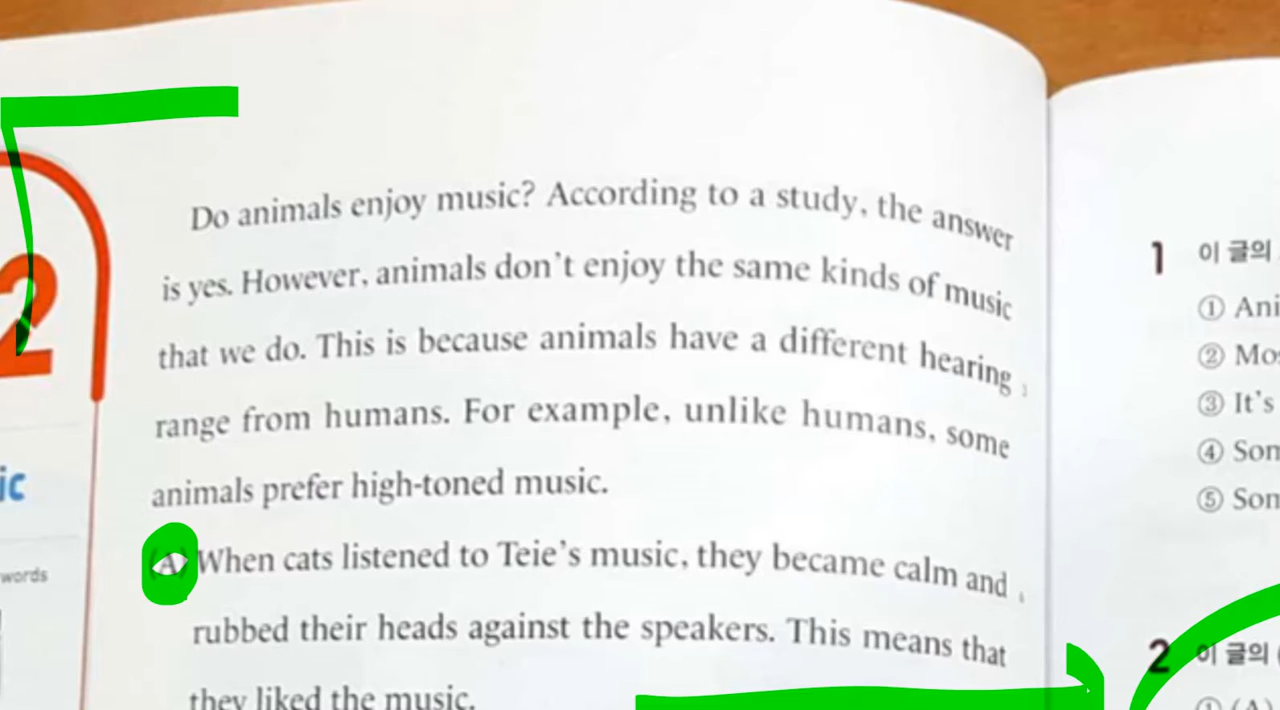 2
ic
words
Do animals enjoy music? According to a study, the answer
is yes. However, animals don't enjoy the same kinds of music
that we do. This is because animals have a different hearing
range from humans. For example, unlike humans, some
animals prefer high-toned music.
(A) When cats listened to Teie's music, they became calm and
rubbed their heads against the speakers. This means that
they liked the music.
1 이 글의
① Ani
② Mos
③ It's
④ Som
⑤ Som
2 이 글의 (
① (A)